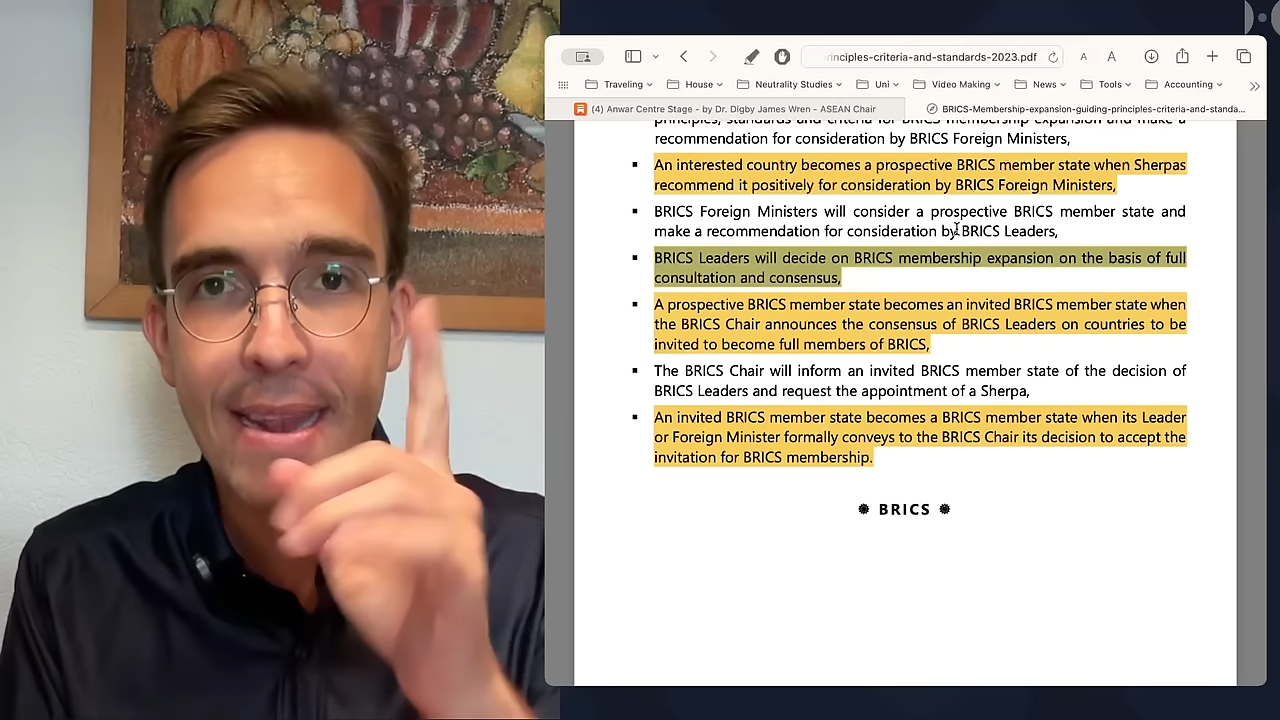 rinciples-criteria-and-standards-2023.pdf
A A
Traveling House Neutrality Studies Uni Video Making News Tools Accounting
(4) Anwar Centre Stage - by Dr. Digby James Wren - ASEAN Chair
BRICS-Membership-expansion-guiding-principles-criteria-and-standa...
principles, standards and criteria for BRICS membership expansion and make a
recommendation for consideration by BRICS Foreign Ministers,
▪ An interested country becomes a prospective BRICS member state when Sherpas
recommend it positively for consideration by BRICS Foreign Ministers,
▪ BRICS Foreign Ministers will consider a prospective BRICS member state and
make a recommendation for consideration by BRICS Leaders,
▪ BRICS Leaders will decide on BRICS membership expansion on the basis of full
consultation and consensus,
▪ A prospective BRICS member state becomes an invited BRICS member state when
the BRICS Chair announces the consensus of BRICS Leaders on countries to be
invited to become full members of BRICS,
▪ The BRICS Chair will inform an invited BRICS member state of the decision of
BRICS Leaders and request the appointment of a Sherpa,
▪ An invited BRICS member state becomes a BRICS member state when its Leader
or Foreign Minister formally conveys to the BRICS Chair its decision to accept the
invitation for BRICS membership.
BRICS